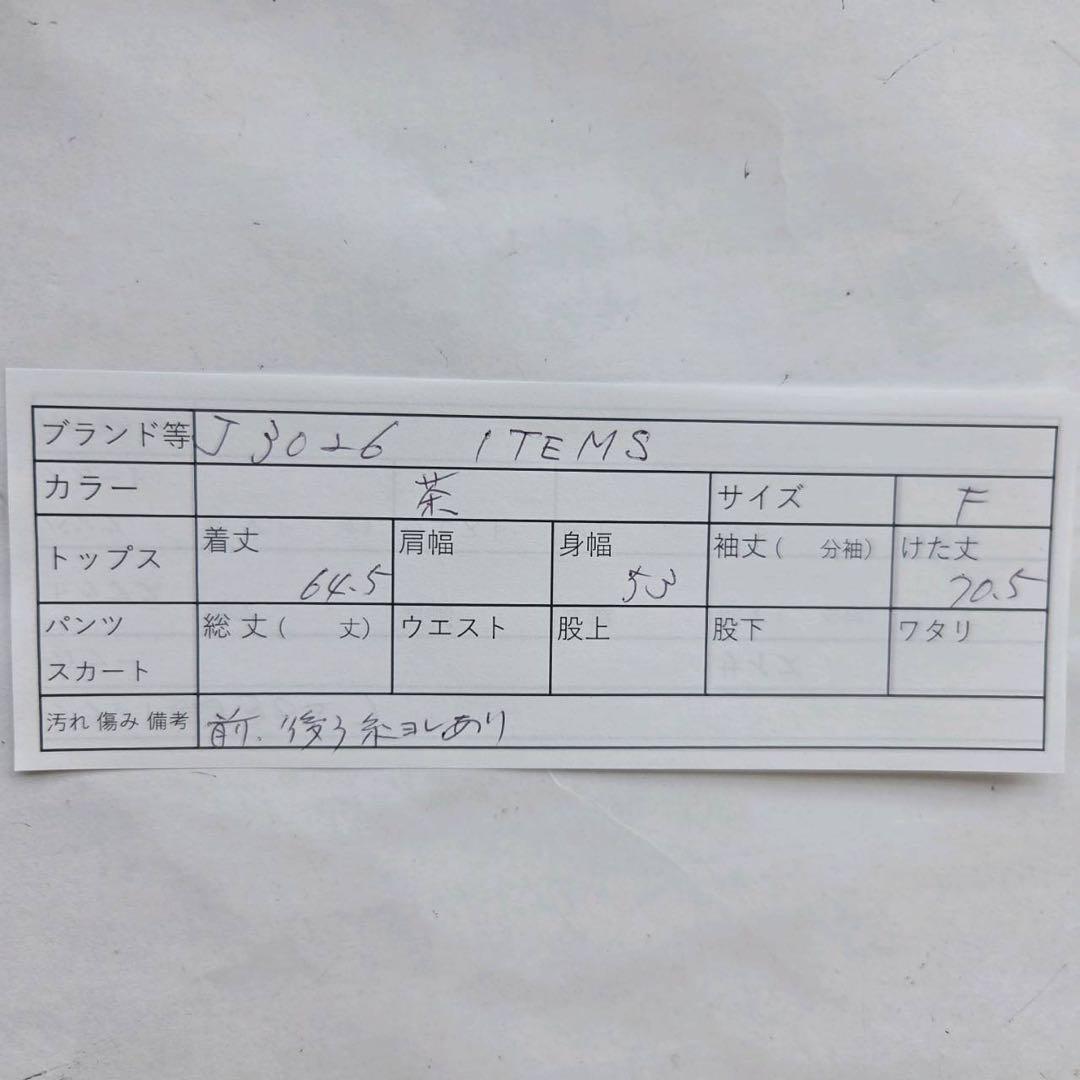 ブランド等 J3026 ITEMS
カラー 茶 サイズ F
トップス 着丈 64.5 肩幅 身幅 53 袖丈( 分袖) けた丈 70.5
パンツ スカート 総丈( 丈) ウエスト 股上 股下 ワタリ
汚れ 傷み 備考 前、後ろ糸ヨレあり